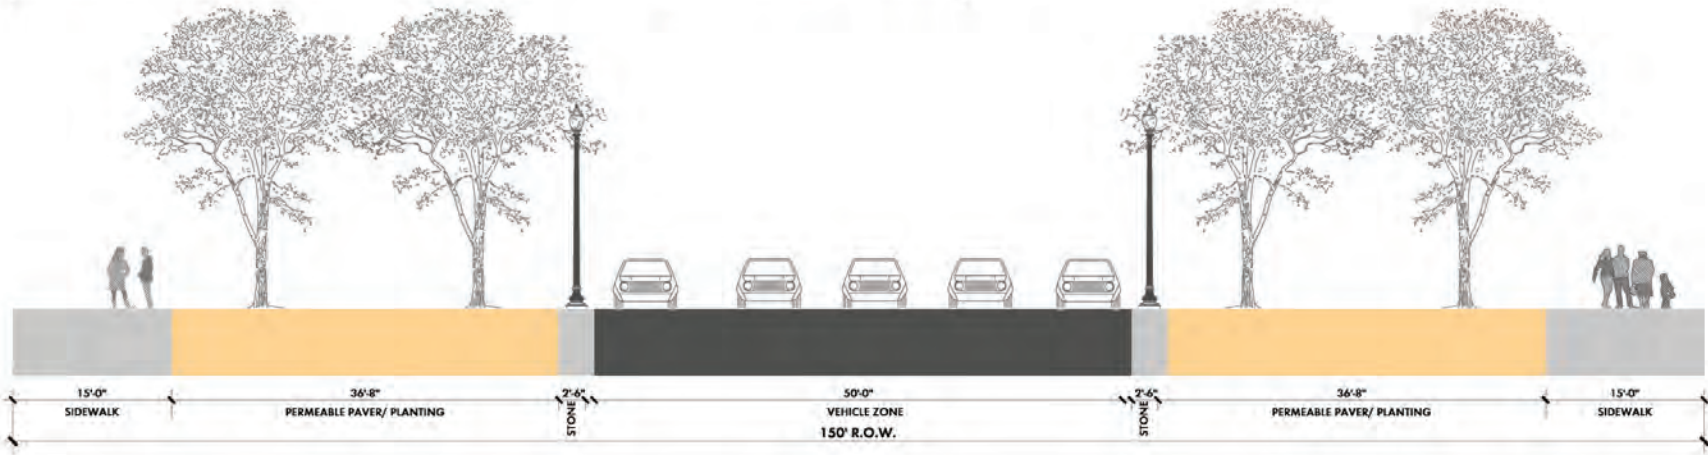 15'-0" 36'-8" 2'-6" 50'-0" 2'-6" 36'-8" 15'-0"
SIDEWALK PERMEABLE PAVER/ PLANTING STONE VEHICLE ZONE STONE PERMEABLE PAVER/ PLANTING SIDEWALK
150' R.O.W.